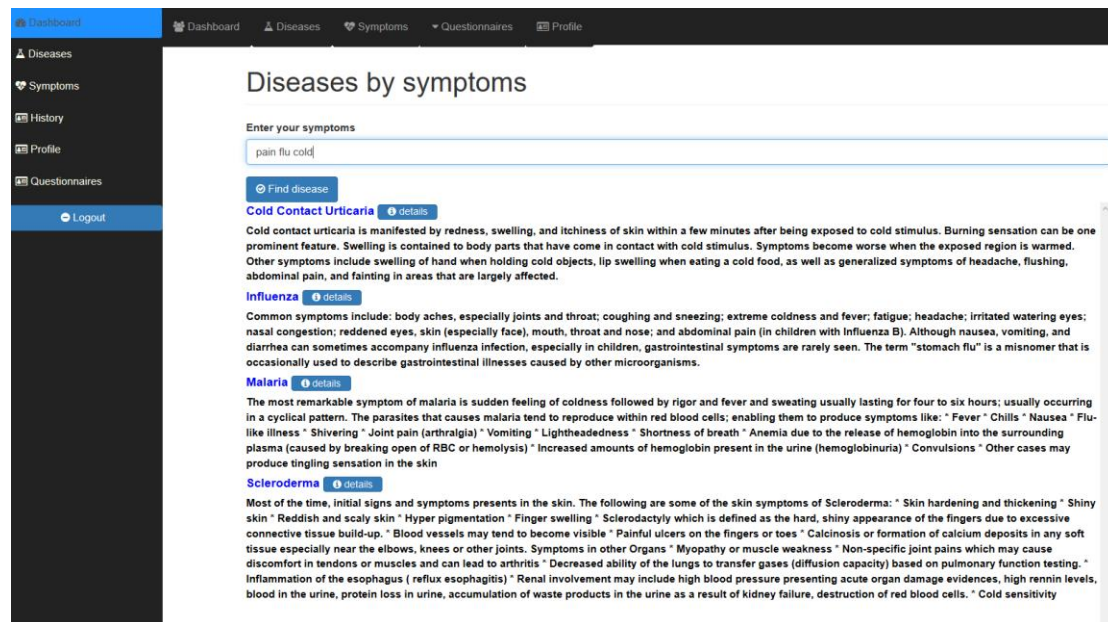 Dashboard
Diseases
Symptoms
History
Profile
Questionnaires
Logout
Dashboard Diseases Symptoms Questionnaires Profile
Diseases by symptoms
Enter your symptoms
pain flu cold
Find disease
Cold Contact Urticaria details
Cold contact urticaria is manifested by redness, swelling, and itchiness of skin within a few minutes after being exposed to cold stimulus. Burning sensation can be one
prominent feature. Swelling is contained to body parts that have come in contact with cold stimulus. Symptoms become worse when the exposed region is warmed.
Other symptoms include swelling of hand when holding cold objects, lip swelling when eating a cold food, as well as generalized symptoms of headache, flushing,
abdominal pain, and fainting in areas that are largely affected.
Influenza details
Common symptoms include: body aches, especially joints and throat; coughing and sneezing; extreme coldness and fever; fatigue; headache; irritated watering eyes;
nasal congestion; reddened eyes, skin (especially face), mouth, throat and nose; and abdominal pain (in children with Influenza B). Although nausea, vomiting, and
diarrhea can sometimes accompany influenza infection, especially in children, gastrointestinal symptoms are rarely seen. The term "stomach flu" is a misnomer that is
occasionally used to describe gastrointestinal illnesses caused by other microorganisms.
Malaria details
The most remarkable symptom of malaria is sudden feeling of coldness followed by rigor and fever and sweating usually lasting for four to six hours; usually occurring
in a cyclical pattern. The parasites that causes malaria tend to reproduce within red blood cells; enabling them to produce symptoms like: * Fever * Chills * Nausea * Flu-
like illness * Shivering * Joint pain (arthralgia) * Vomiting * Lightheadedness * Shortness of breath * Anemia due to the release of hemoglobin into the surrounding
plasma (caused by breaking open of RBC or hemolysis) * Increased amounts of hemoglobin present in the urine (hemoglobinuria) * Convulsions * Other cases may
produce tingling sensation in the skin
Scleroderma details
Most of the time, initial signs and symptoms presents in the skin. The following are some of the skin symptoms of Scleroderma: * Skin hardening and thickening * Shiny
skin * Reddish and scaly skin * Hyper pigmentation * Finger swelling * Sclerodactyly which is defined as the hard, shiny appearance of the fingers due to excessive
connective tissue build-up. * Blood vessels may tend to become visible * Painful ulcers on the fingers or toes * Calcinosis or formation of calcium deposits in any soft
tissue especially near the elbows, knees or other joints. Symptoms in other Organs * Myopathy or muscle weakness * Non-specific joint pains which may cause
discomfort in tendons or muscles and can lead to arthritis * Decreased ability of the lungs to transfer gases (diffusion capacity) based on pulmonary function testing. *
Inflammation of the esophagus ( reflux esophagitis) * Renal involvement may include high blood pressure presenting acute organ damage evidences, high rennin levels,
blood in the urine, protein loss in urine, accumulation of waste products in the urine as a result of kidney failure, destruction of red blood cells. * Cold sensitivity